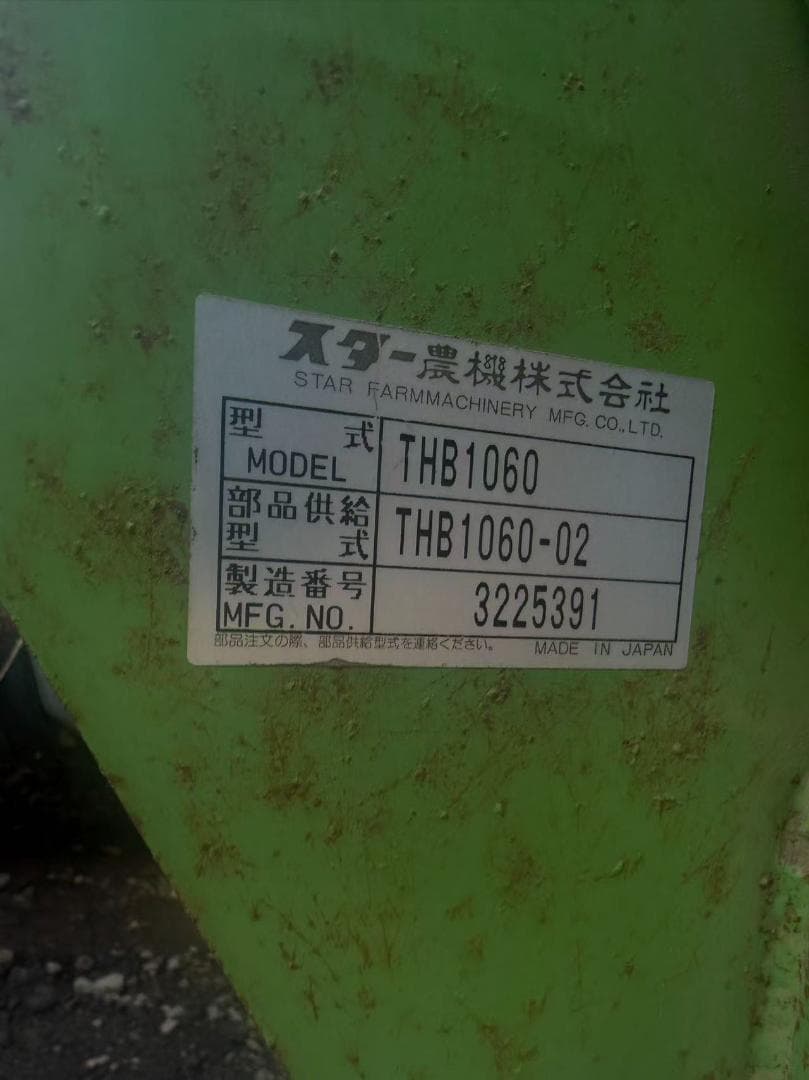 スター農機株式会社
STAR FARMMACHINERY MFG. CO., LTD.
型 式
MODEL THB1060
部品供給
型 式 THB1060-02
製造番号
MFG. NO. 3225391
部品注文の際、部品供給型式を連絡ください。 MADE IN JAPAN